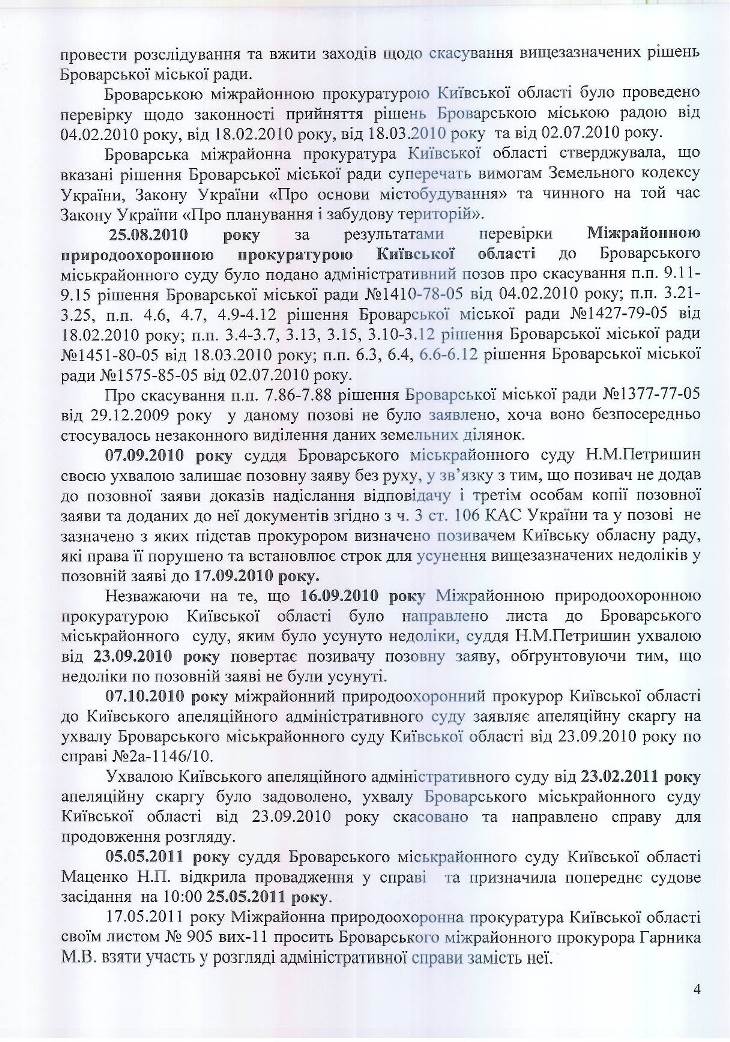 провести розслідування та вжити заходів щодо скасування вищезазначених рішень
Броварської міської ради.
Броварською міжрайонною прокуратурою Київської області було проведено
перевірку щодо законності прийняття рішень Броварською міською радою від
04.02.2010 року, від 18.02.2010 року, від 18.03.2010 року та від 02.07.2010 року.
Броварська міжрайонна прокуратура Київської області стверджувала, що
вказані рішення Броварської міської ради суперечать вимогам Земельного кодексу
України, Закону України «Про основи містобудування» та чинного на той час
Закону України «Про планування і забудову територій».
25.08.2010 року за результатами перевірки Міжрайонною
природоохоронною прокуратурою Київської області до Броварського
міськрайонного суду було подано адміністративний позов про скасування п.п. 9.11-
9.15 рішення Броварської міської ради №1410-78-05 від 04.02.2010 року; п.п. 3.21-
3.25, п.п. 4.6, 4.7, 4.9-4.12 рішення Броварської міської ради №1427-79-05 від
18.02.2010 року; п.п. 3.4-3.7, 3.13, 3.15, 3.10-3.12 рішення Броварської міської ради
№1451-80-05 від 18.03.2010 року; п.п. 6.3, 6.4, 6.6-6.12 рішення Броварської міської
ради №1575-85-05 від 02.07.2010 року.
Про скасування п.п. 7.86-7.88 рішення Броварської міської ради №1377-77-05
від 29.12.2009 року у даному позові не було заявлено, хоча воно безпосередньо
стосувалось незаконного виділення даних земельних ділянок.
07.09.2010 року суддя Броварського міськрайонного суду Н.М.Петришин
своєю ухвалою залишає позовну заяву без руху, у зв’язку з тим, що позивач не додав
до позовної заяви доказів надіслання відповідачу і третім особам копії позовної
заяви та доданих до неї документів згідно з ч. 3 ст. 106 КАС України та у позові не
зазначено з яких підстав прокурором визначено позивачем Київську обласну раду,
які права її порушено та встановлює строк для усунення вищезазначених недоліків у
позовній заяві до 17.09.2010 року.
Незважаючи на те, що 16.09.2010 року Міжрайонною природоохоронною
прокуратурою Київської області було направлено листа до Броварського
міськрайонного суду, яким було усунуто недоліки, суддя Н.М.Петришин ухвалою
від 23.09.2010 року повертає позивачу позовну заяву, обґрунтовуючи тим, що
недоліки по позовній заяві не були усунуті.
07.10.2010 року міжрайонний природоохоронний прокурор Київської області
до Київського апеляційного адміністративного суду заявляє апеляційну скаргу на
ухвалу Броварського міськрайонного суду Київської області від 23.09.2010 року по
справі №2а-1146/10.
Ухвалою Київського апеляційного адміністративного суду від 23.02.2011 року
апеляційну скаргу було задоволено, ухвалу Броварського міськрайонного суду
Київської області від 23.09.2010 року скасовано та направлено справу для
продовження розгляду.
05.05.2011 року суддя Броварського міськрайонного суду Київської області
Маценко Н.П. відкрила провадження у справі та призначила попереднє судове
засідання на 10:00 25.05.2011 року.
17.05.2011 року Міжрайонна природоохоронна прокуратура Київської області
своїм листом № 905 вих-11 просить Броварського міжрайонного прокурора Гарника
М.В. взяти участь у розгляді адміністративної справи замість неї.
4